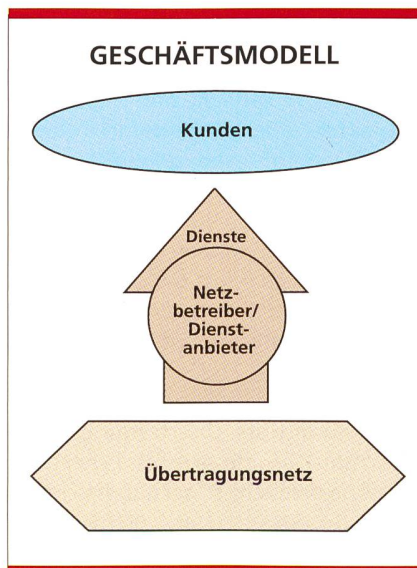 GESCHÄFTSMODELL
Kunden
Dienste
Netz-
betreiber/
Dienst-
anbieter
Übertragungsnetz